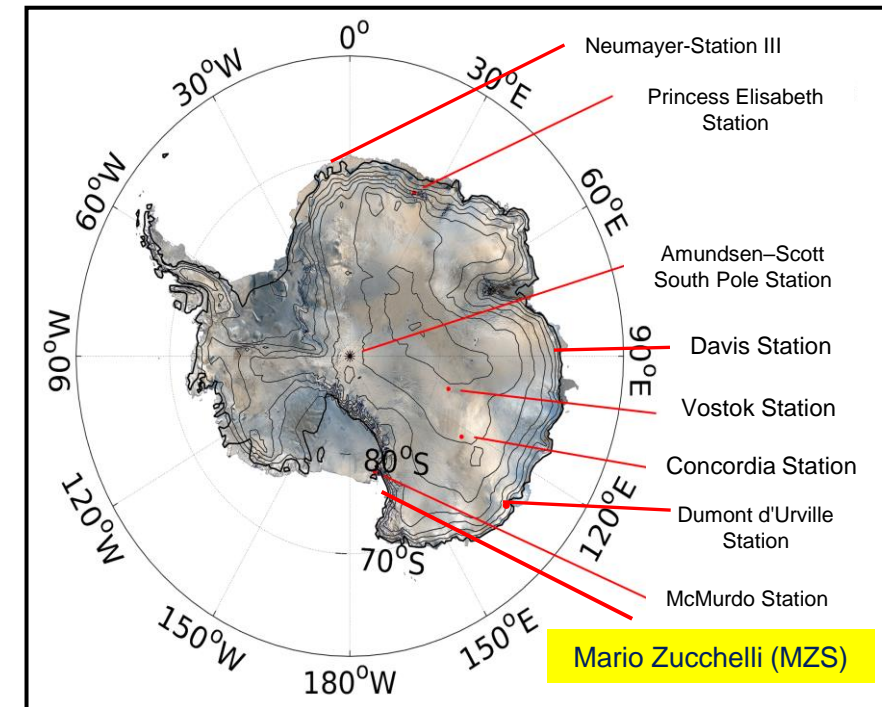 0°
Neumayer-Station III
30°W
30°E
Princess Elisabeth
Station
60°W
60°E
Amundsen–Scott
South Pole Station
90°W
90°E
Davis Station
Vostok Station
80°S
Concordia Station
120°W
120°E
Dumont d'Urville
Station
70°S
McMurdo Station
150°W
150°E
Mario Zucchelli (MZS)
180°W